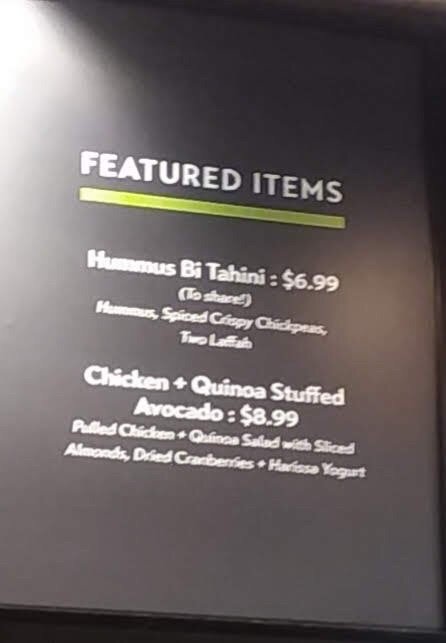 FEATURED ITEMS
Hummus Bi Tahini : $6.99
(To share!)
Hummus, Spiced Crispy Chickpeas,
Two Laffah
Chicken + Quinoa Stuffed
Avocado : $8.99
Pulled Chicken + Quinoa Salad with Sliced
Almonds, Dried Cranberries + Harissa Yogurt